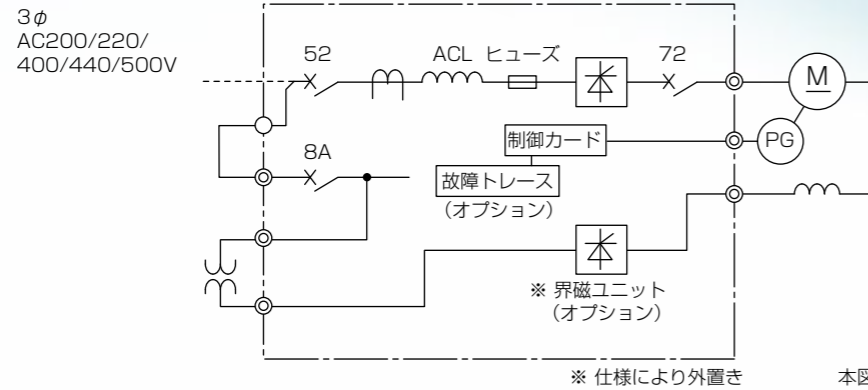 3φ
AC200/220/
400/440/500V
52
ACL ヒューズ
72
M
制御カード
PG
8A
故障トレース
（オプション）
※ 界磁ユニット
（オプション）
※ 仕様により外置き
本図